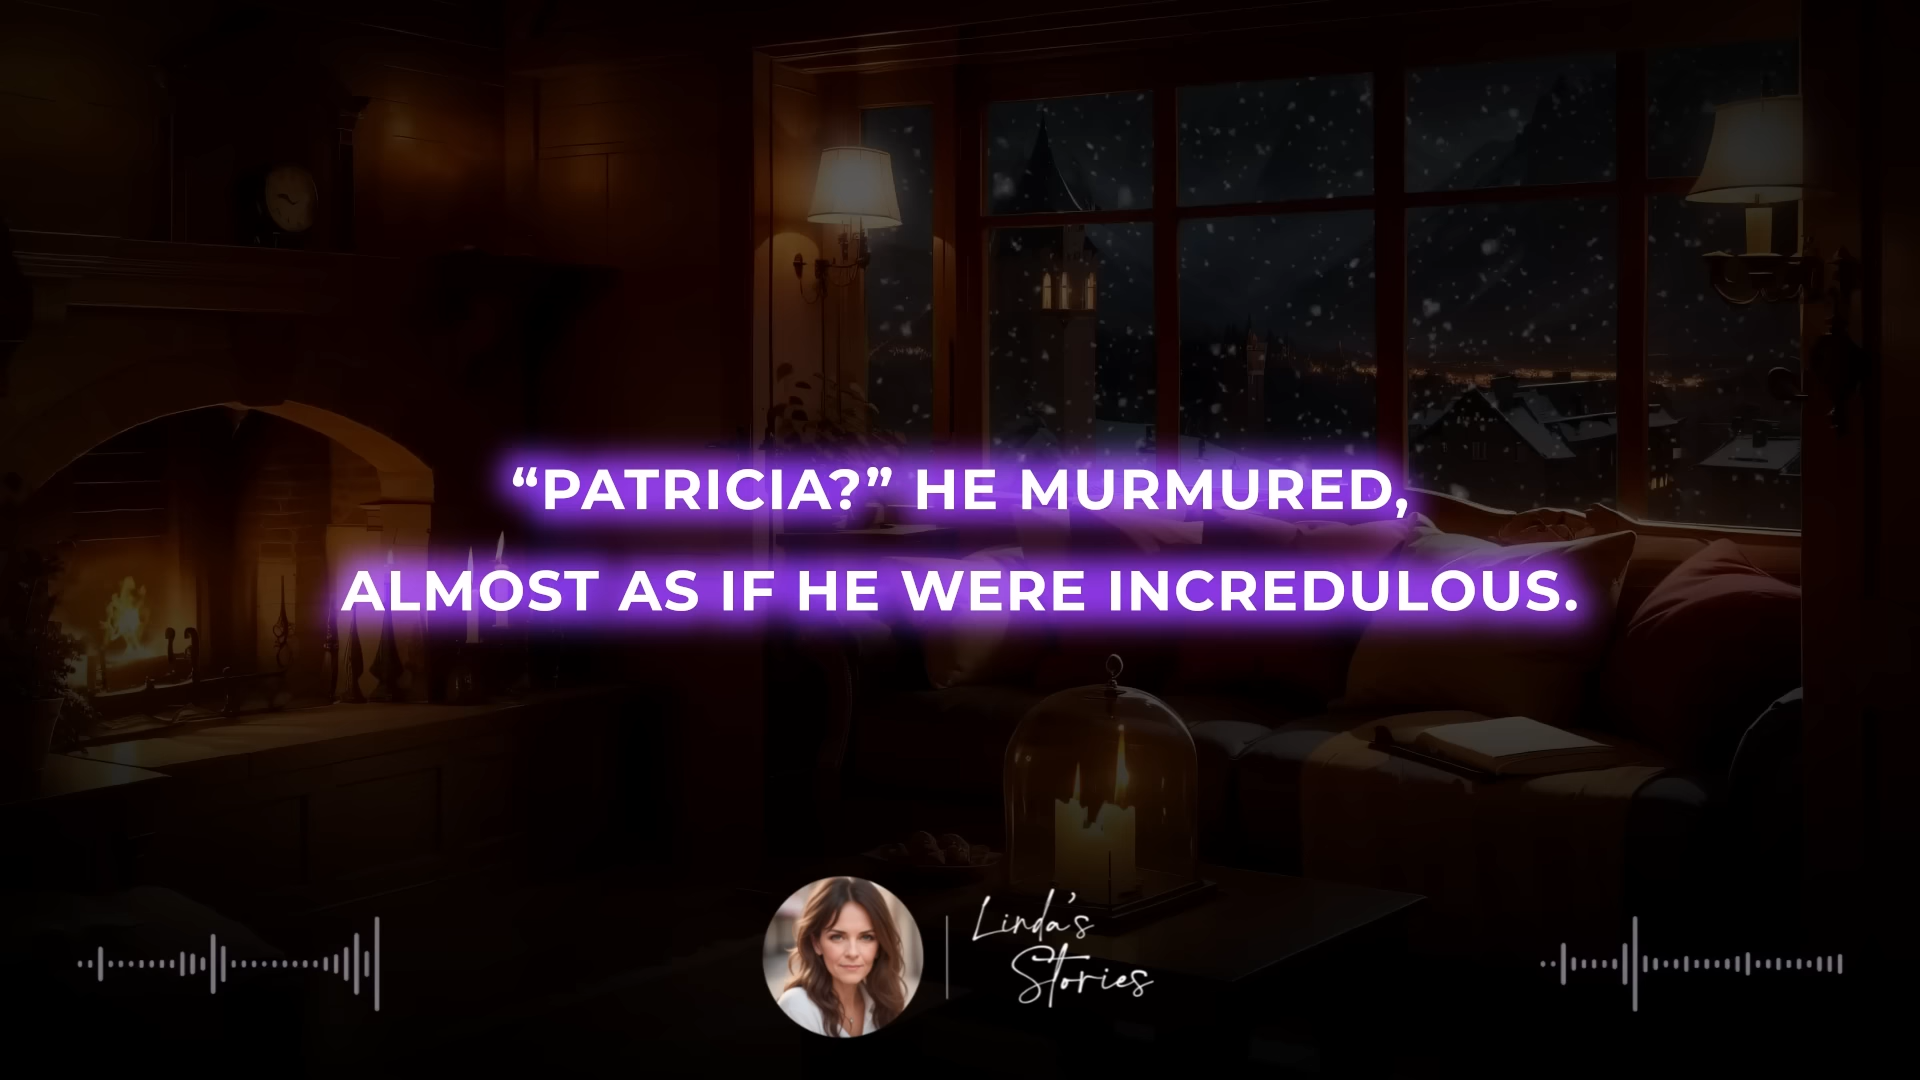 “PATRICIA?” HE MURMURED,
ALMOST AS IF HE WERE INCREDULOUS.
Linda's
Stories